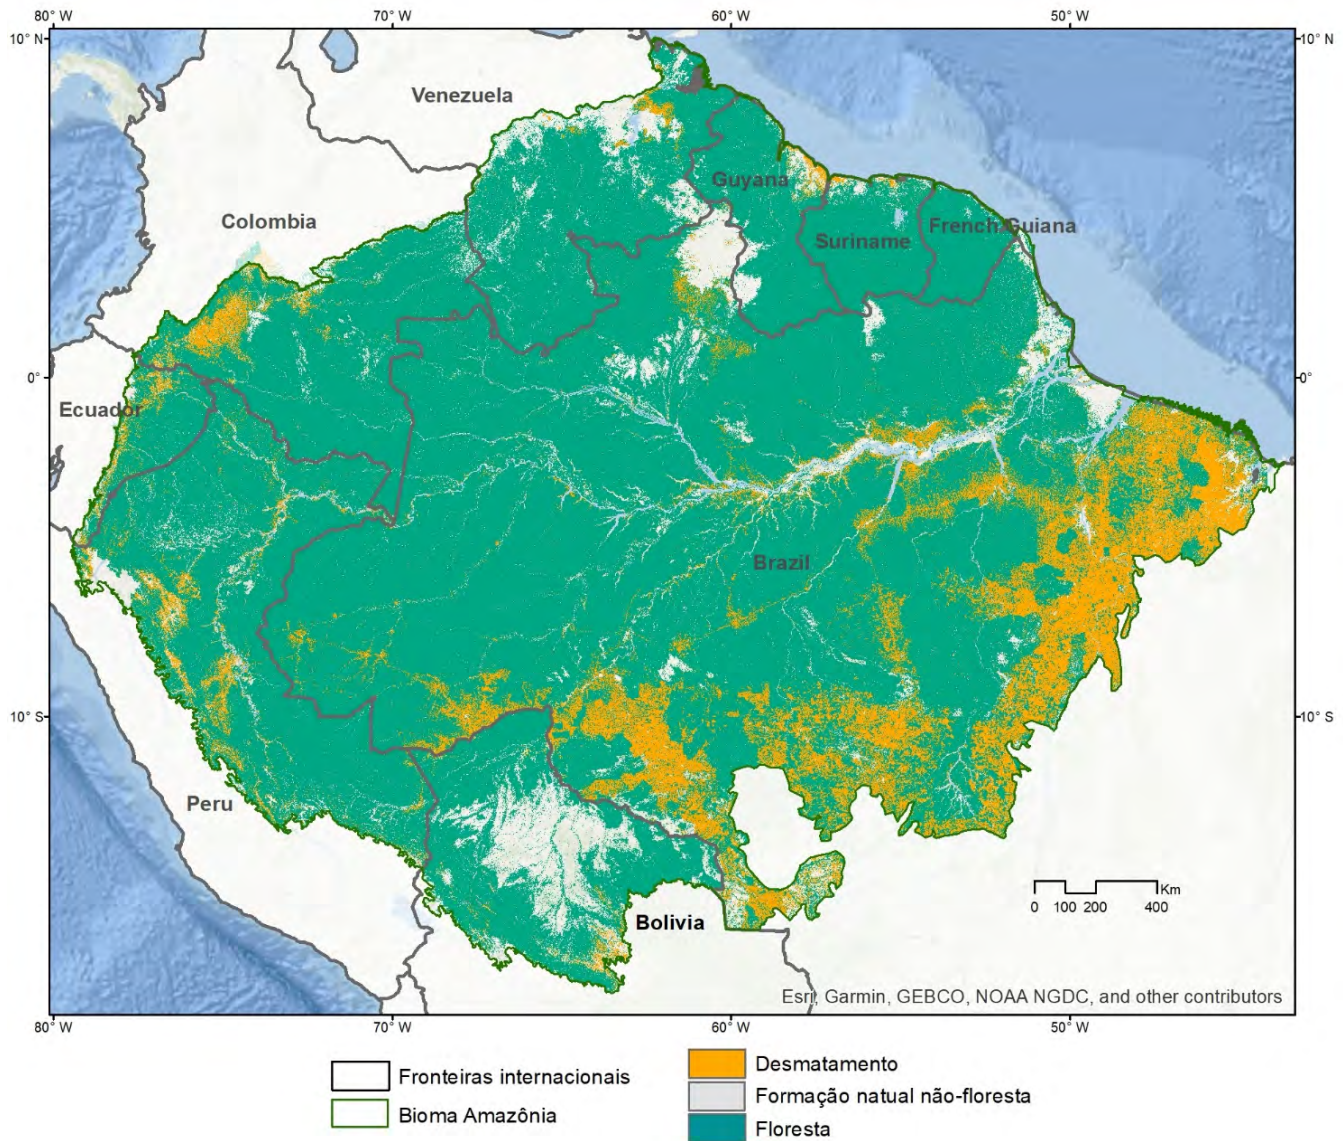 80° W 70° W 60° W 50° W
10° N 10° N
Venezuela
Guyana
Colombia
French Guiana
Suriname
0° 0°
Ecuador
Brazil
10° S 10° S
Peru
Km
0 100 200 400
Bolivia
Esri, Garmin, GEBCO, NOAA NGDC, and other contributors
80° W 70° W 60° W 50° W
Fronteiras internacionais
Bioma Amazônia
Desmatamento
Formação natual não-floresta
Floresta